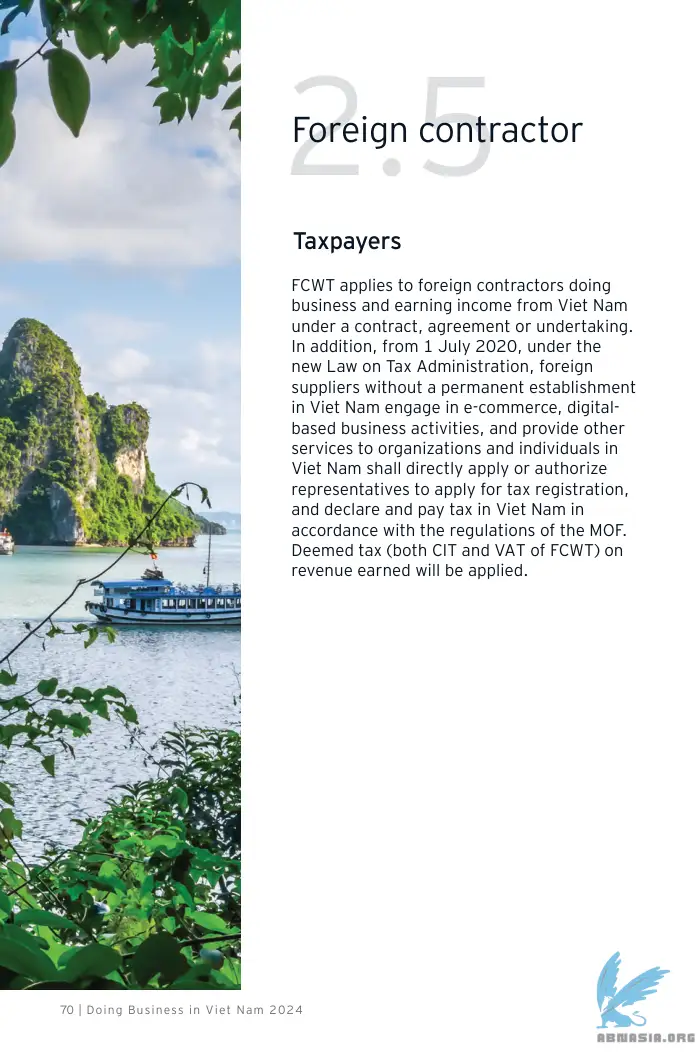 2.5
Foreign contractor
Taxpayers
FCWT applies to foreign contractors doing
business and earning income from Viet Nam
under a contract, agreement or undertaking.
In addition, from 1 July 2020, under the
new Law on Tax Administration, foreign
suppliers without a permanent establishment
in Viet Nam engage in e-commerce, digital-
based business activities, and provide other
services to organizations and individuals in
Viet Nam shall directly apply or authorize
representatives to apply for tax registration,
and declare and pay tax in Viet Nam in
accordance with the regulations of the MOF.
Deemed tax (both CIT and VAT of FCWT) on
revenue earned will be applied.
70 | Doing Business in Viet Nam 2024
ABNASIA.ORG